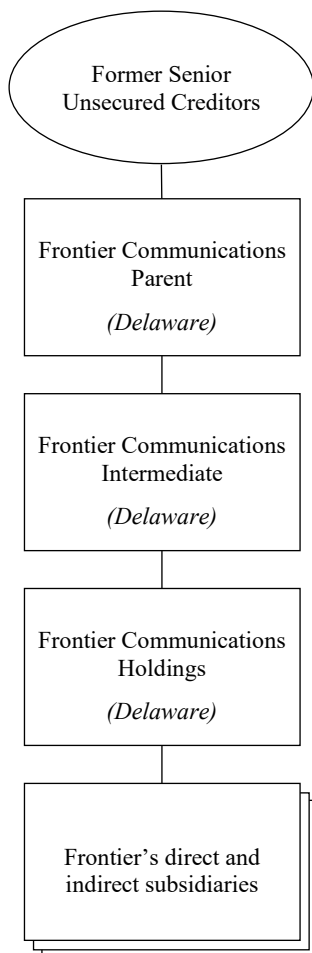 Former Senior
Unsecured Creditors
Frontier Communications
Parent
(Delaware)
Frontier Communications
Intermediate
(Delaware)
Frontier Communications
Holdings
(Delaware)
Frontier’s direct and
indirect subsidiaries